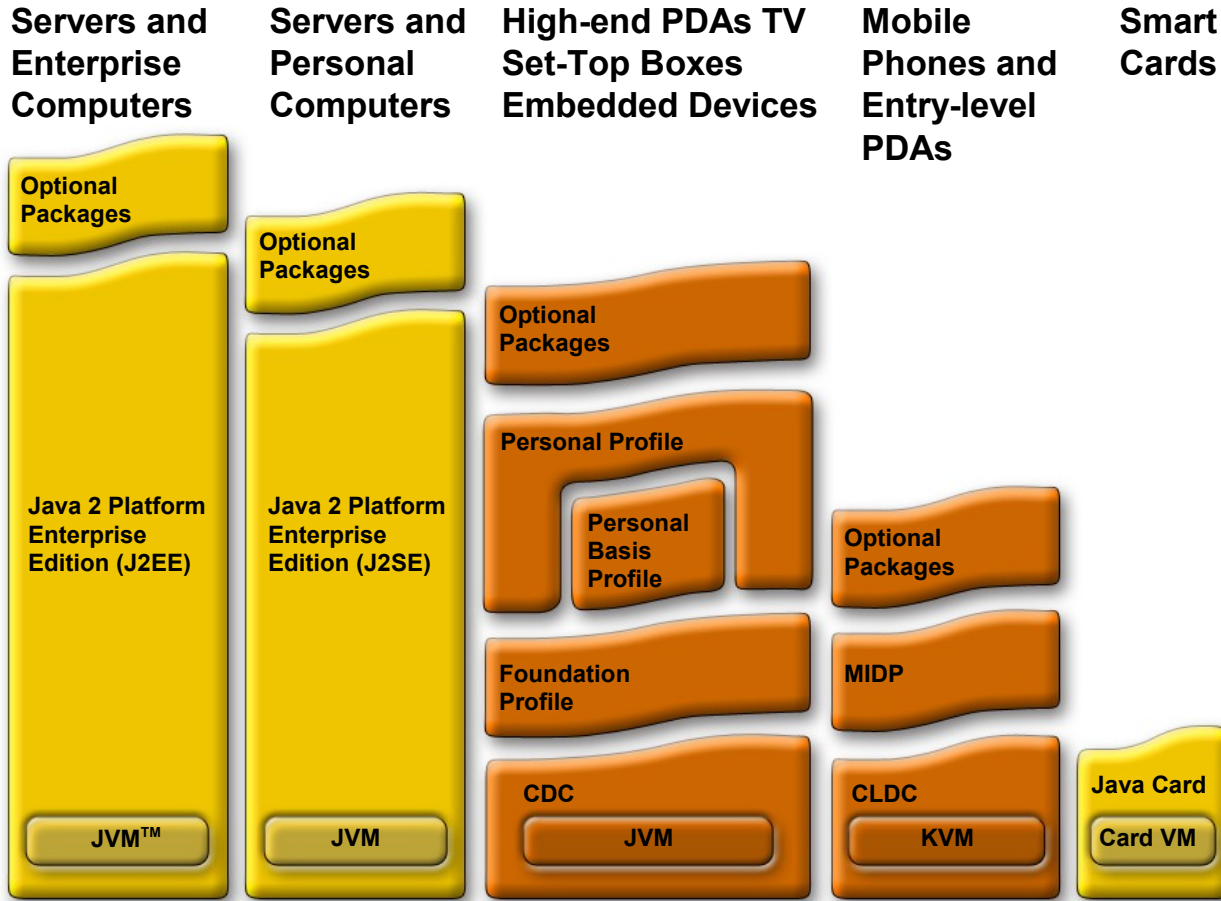 Servers and
Enterprise
Computers
Servers and
Personal
Computers
High-end PDAs TV
Set-Top Boxes
Embedded Devices
Mobile
Phones and
Entry-level
PDAs
Smart
Cards
Optional
Packages
Java 2 Platform
Enterprise
Edition (J2EE)
JVM™
Optional
Packages
Java 2 Platform
Enterprise
Edition (J2SE)
JVM
Optional
Packages
Personal Profile
Personal
Basis
Profile
Foundation
Profile
CDC
JVM
Optional
Packages
MIDP
CLDC
KVM
Java Card
Card VM